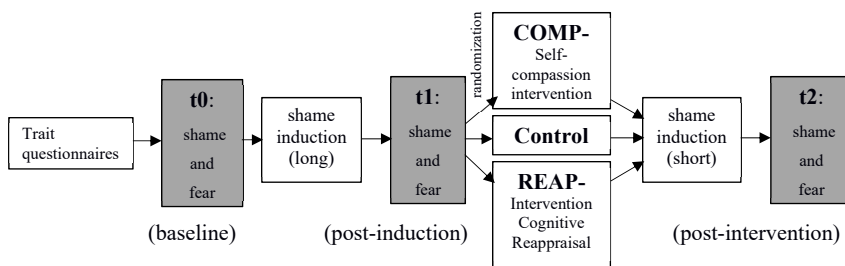 Trait
questionnaires
t0:
shame
and
fear
(baseline)
shame
induction
(long)
t1:
shame
and
fear
(post-induction)
randomization
COMP-
Self-
compassion
intervention
Control
REAP-
Intervention
Cognitive
Reappraisal
shame
induction
(short)
t2:
shame
and
fear
(post-intervention)